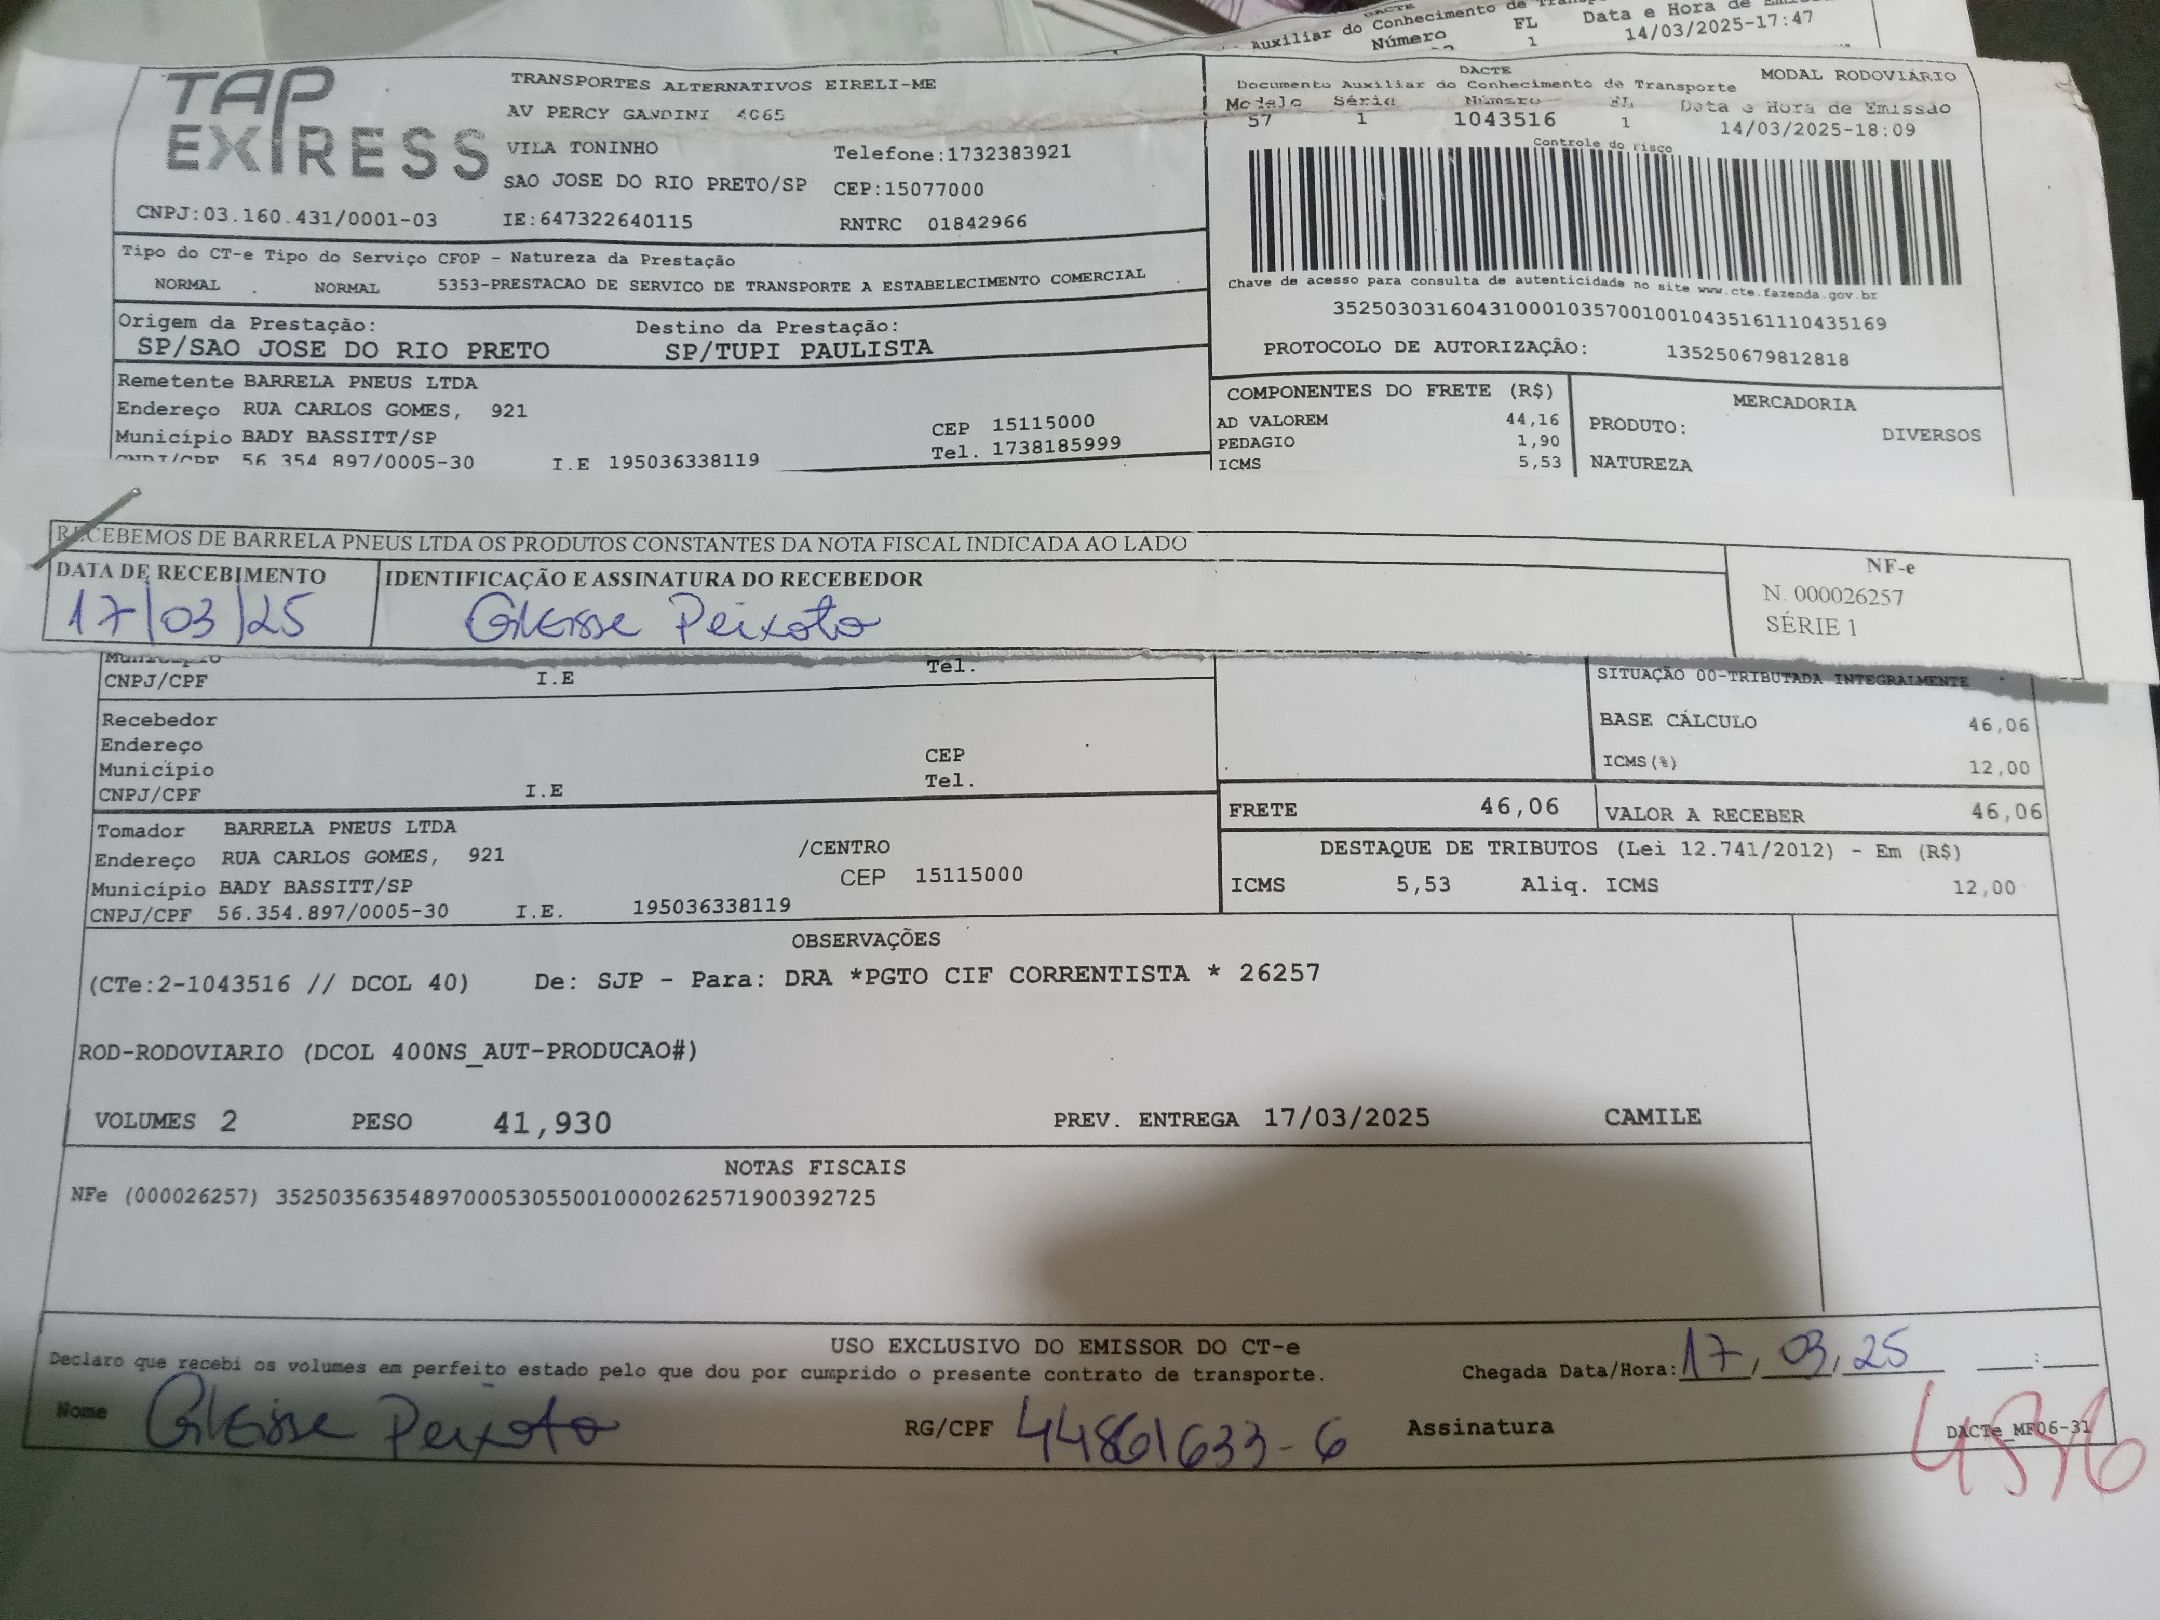 DACTE
Auxiliar do Conhecimento de
Número
FL
1
Data e Hora de
14/03/2025-17:47
TAP EXPRESS
TRANSPORTES ALTERNATIVOS EIRELI-ME
AV PERCY GANDINI 4065
VILA TONINHO Telefone:1732383921
SAO JOSE DO RIO PRETO/SP CEP:15077000
CNPJ:03.160.431/0001-03 IE:647322640115 RNTRC 01842966
DACTE
MODAL RODOVIÁRIO
Documento Auxiliar do Conhecimento de Transporte
Modelo Série Número FL Data e Hora de Emissão
57 1 1043516 1 14/03/2025-18:09
Controle do Fisco
Chave de acesso para consulta de autenticidade no site www.cte.fazenda.gov.br
35250303160431000103570010010435161110435169
PROTOCOLO DE AUTORIZAÇÃO: 135250679812818
Tipo do CT-e Tipo do Serviço CFOP - Natureza da Prestação
NORMAL NORMAL 5353-PRESTACAO DE SERVICO DE TRANSPORTE A ESTABELECIMENTO COMERCIAL
Origem da Prestação: Destino da Prestação:
SP/SAO JOSE DO RIO PRETO SP/TUPI PAULISTA
Remetente BARRELA PNEUS LTDA
Endereço RUA CARLOS GOMES, 921
Município BADY BASSITT/SP CEP 15115000
CNPJ/CPF 56.354.897/0005-30 I.E 195036338119 Tel. 1738185999
COMPONENTES DO FRETE (R$)
AD VALOREM 44,16
PEDAGIO 1,90
ICMS 5,53
MERCADORIA
PRODUTO: DIVERSOS
NATUREZA
RECEBEMOS DE BARRELA PNEUS LTDA OS PRODUTOS CONSTANTES DA NOTA FISCAL INDICADA AO LADO
DATA DE RECEBIMENTO IDENTIFICAÇÃO E ASSINATURA DO RECEBEDOR
17/03/25 Gleisse Peixoto
NF-e
N. 000026257
SÉRIE 1
Município Tel.
CNPJ/CPF I.E
Recebedor
Endereço
Município CEP
CNPJ/CPF I.E Tel.
SITUAÇÃO 00-TRIBUTADA INTEGRALMENTE
BASE CÁLCULO 46,06
ICMS(%) 12,00
FRETE 46,06 VALOR A RECEBER 46,06
Tomador BARRELA PNEUS LTDA
Endereço RUA CARLOS GOMES, 921 /CENTRO
Município BADY BASSITT/SP CEP 15115000
CNPJ/CPF 56.354.897/0005-30 I.E. 195036338119
DESTAQUE DE TRIBUTOS (Lei 12.741/2012) - Em (R$)
ICMS 5,53 Aliq. ICMS 12,00
OBSERVAÇÕES
(CTe:2-1043516 // DCOL 40) De: SJP - Para: DRA *PGTO CIF CORRENTISTA * 26257
ROD-RODOVIARIO (DCOL 400NS_AUT-PRODUCAO#)
VOLUMES 2 PESO 41,930 PREV. ENTREGA 17/03/2025 CAMILE
NOTAS FISCAIS
NFe (000026257) 35250356354897000530550010000262571900392725
USO EXCLUSIVO DO EMISSOR DO CT-e
Declaro que recebi os volumes em perfeito estado pelo que dou por cumprido o presente contrato de transporte. Chegada Data/Hora: 17/03/25 __:__
Nome Gleisse Peixoto RG/CPF 44861633-6 Assinatura
DACTe_MF06-31